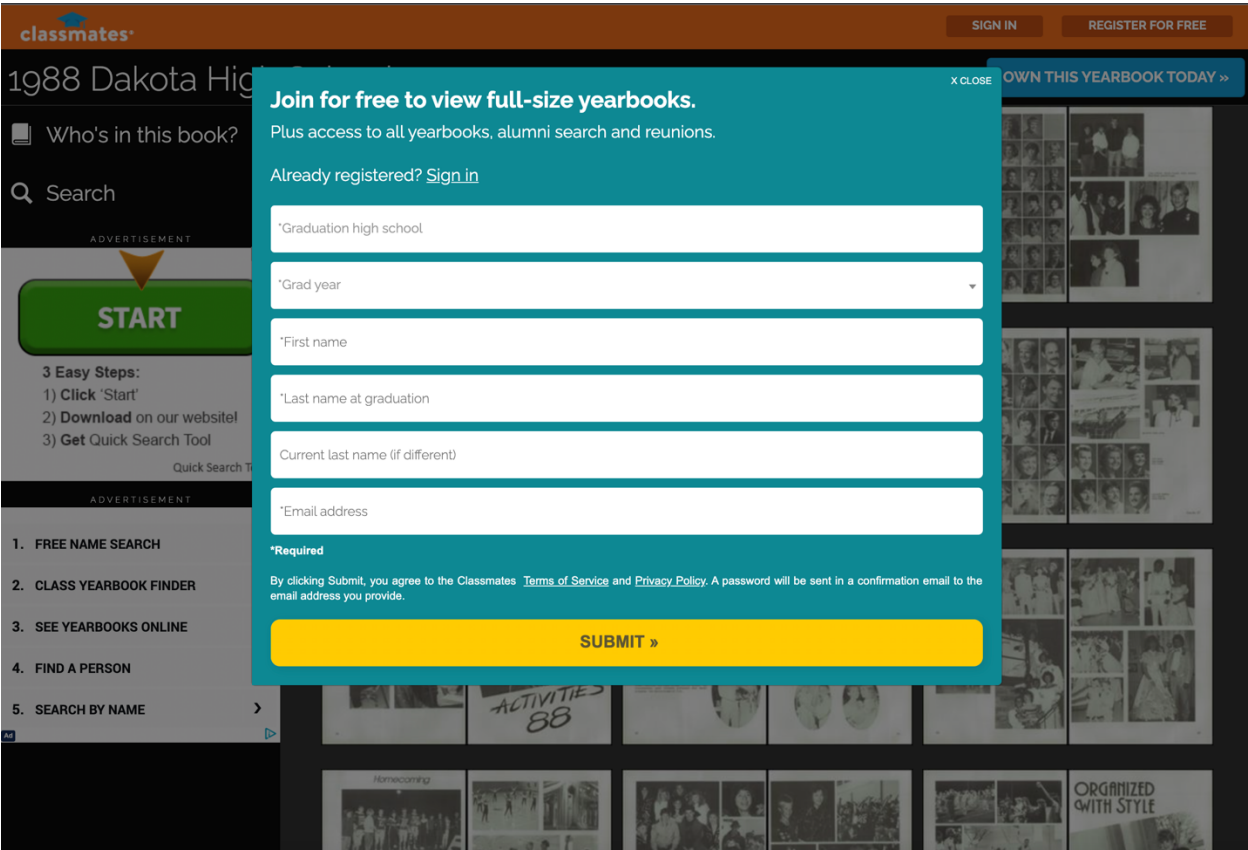 classmates
SIGN IN
REGISTER FOR FREE
1988 Dakota Hig
OWN THIS YEARBOOK TODAY »
X CLOSE
Join for free to view full-size yearbooks.
Plus access to all yearbooks, alumni search and reunions.
Already registered? Sign in
*Graduation high school
*Grad year
*First name
*Last name at graduation
Current last name (if different)
*Email address
*Required
By clicking Submit, you agree to the Classmates Terms of Service and Privacy Policy. A password will be sent in a confirmation email to the
email address you provide.
SUBMIT »
Who's in this book?
Search
ADVERTISEMENT
START
3 Easy Steps:
1) Click 'Start'
2) Download on our website!
3) Get Quick Search Tool
Quick Search T
ADVERTISEMENT
1. FREE NAME SEARCH
2. CLASS YEARBOOK FINDER
3. SEE YEARBOOKS ONLINE
4. FIND A PERSON
5. SEARCH BY NAME
Ad
ACTIVITIES
88
Homecoming
ORGANIZED
WITH STYLE